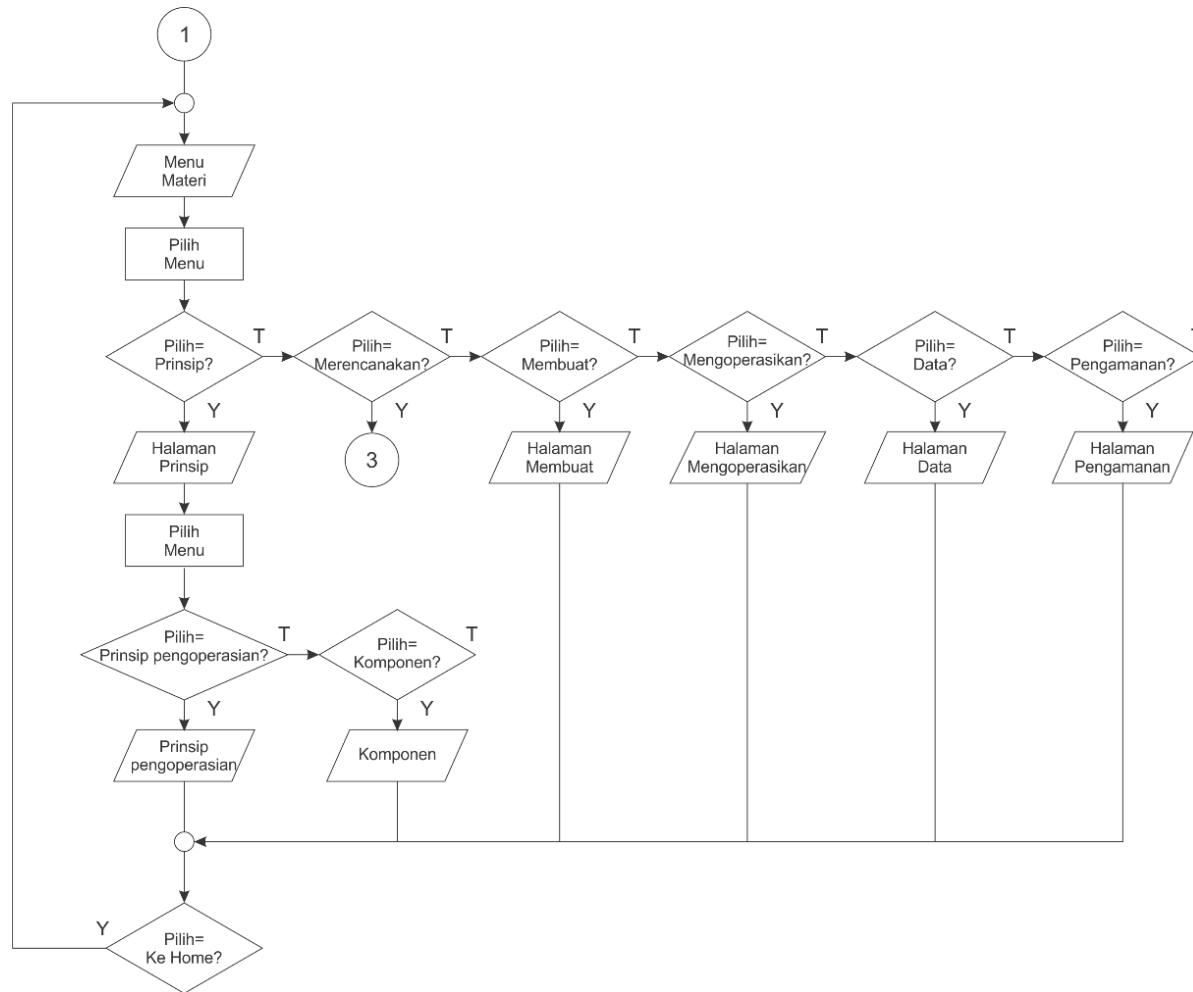 1
Menu
Materi
Pilih
Menu
Pilih=
Prinsip?
T
Y
Pilih=
Merencanakan?
T
Y
Pilih=
Membuat?
T
Y
Pilih=
Mengoperasikan?
T
Y
Pilih=
Data?
T
Y
Pilih=
Pengamanan?
T
Y
Halaman
Prinsip
3
Halaman
Membuat
Halaman
Mengoperasikan
Halaman
Data
Halaman
Pengamanan
Pilih
Menu
Pilih=
Prinsip pengoperasian?
T
Y
Pilih=
Komponen?
T
Y
Prinsip
pengoperasian
Komponen
Y
Pilih=
Ke Home?